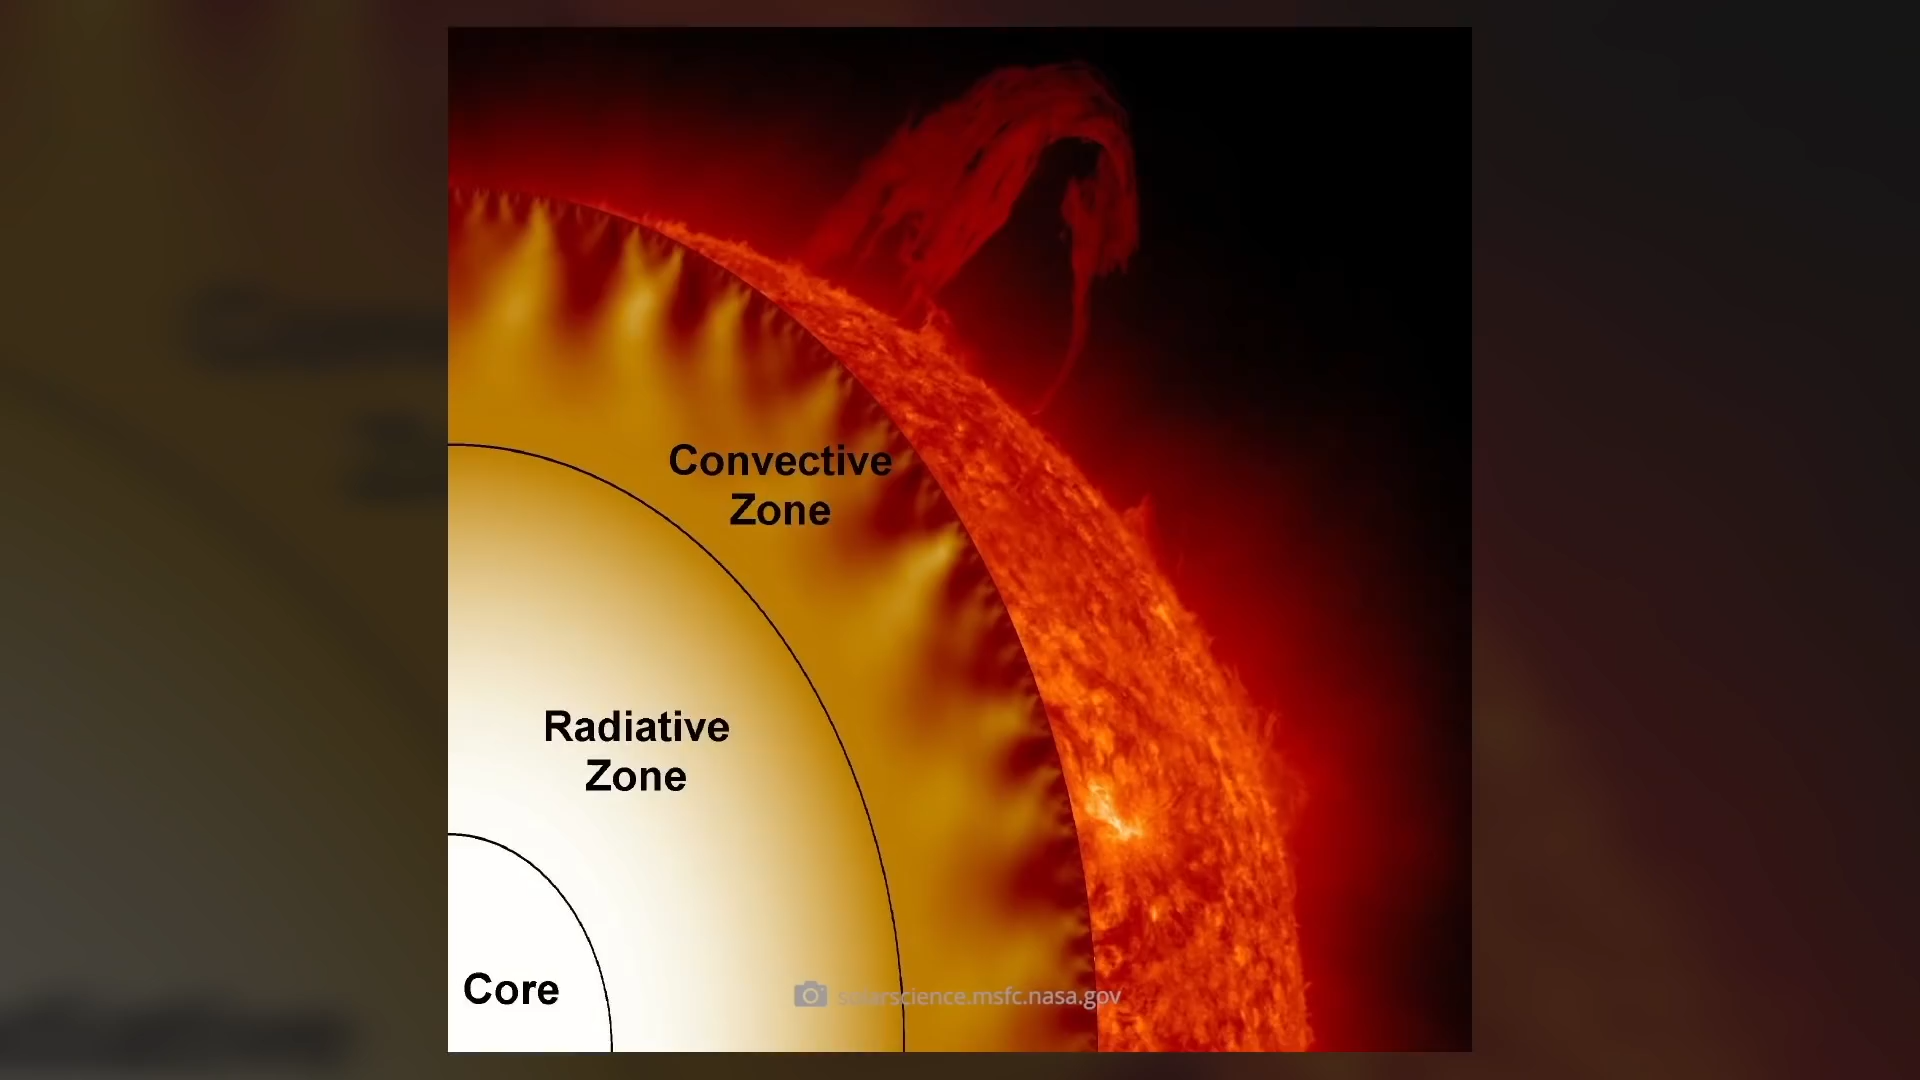 Convective
Zone
Radiative
Zone
Core
solarscience.msfc.nasa.gov